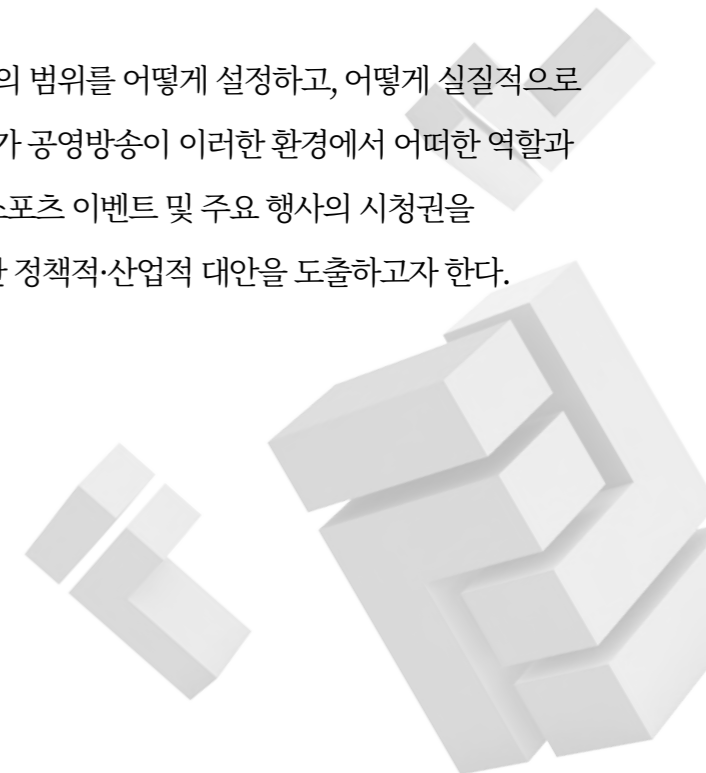 의 범위를 어떻게 설정하고, 어떻게 실질적으로
가 공영방송이 이러한 환경에서 어떠한 역할과
스포츠 이벤트 및 주요 행사의 시청권을
정책적·산업적 대안을 도출하고자 한다.